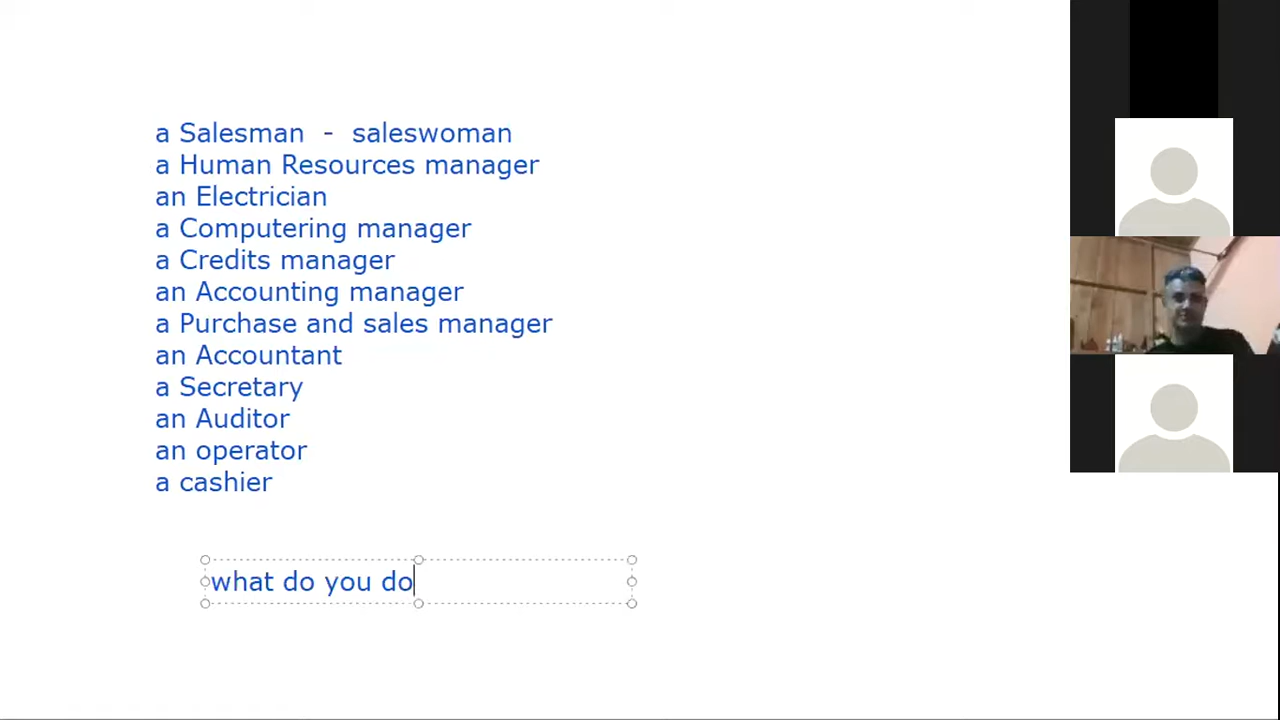 a Salesman - saleswoman
a Human Resources manager
an Electrician
a Computering manager
a Credits manager
an Accounting manager
a Purchase and sales manager
an Accountant
a Secretary
an Auditor
an operator
a cashier
what do you do